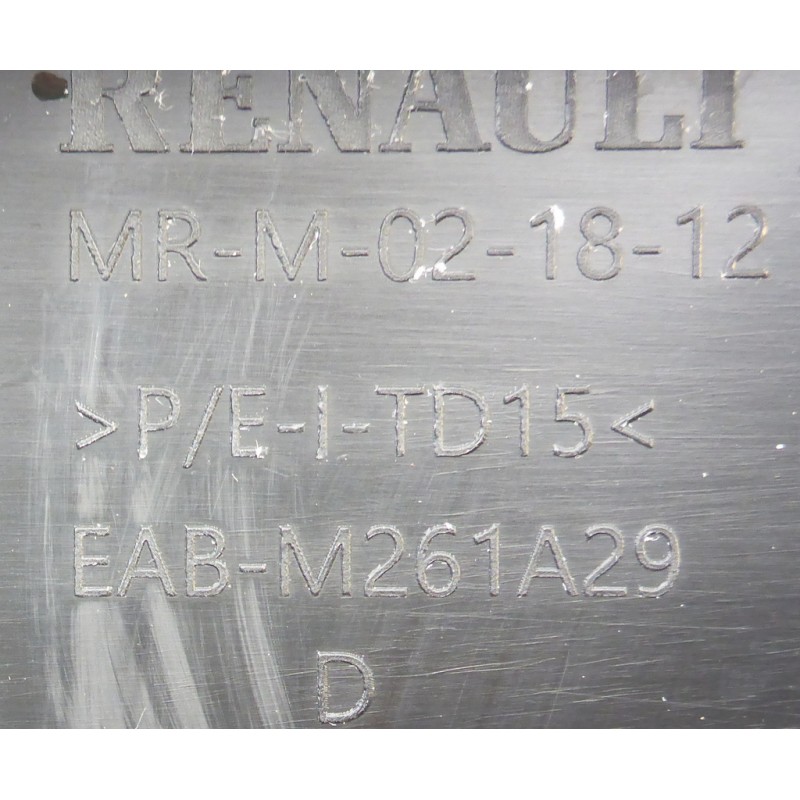 RENAULT
MR-M-02-18-12
>P/E-I-TD15<
EAB-M261A29
D